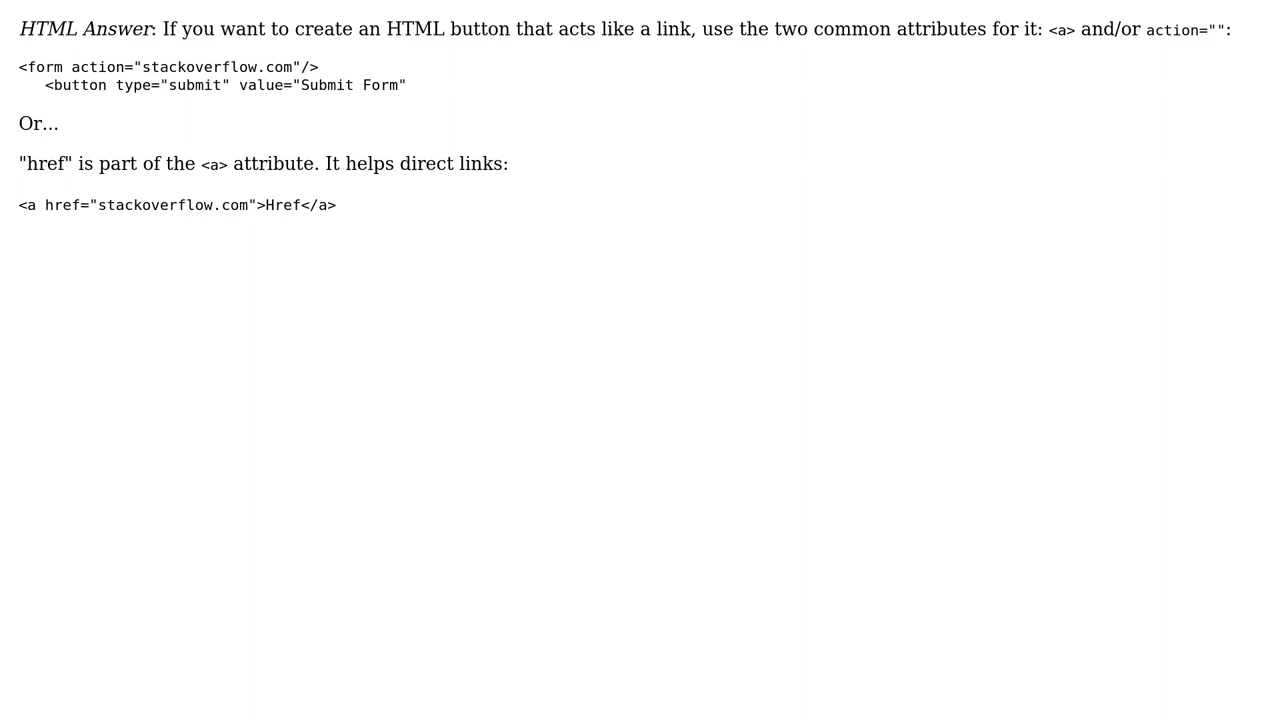 HTML Answer: If you want to create an HTML button that acts like a link, use the two common attributes for it: <a> and/or action="":
<form action="stackoverflow.com"/>
   <button type="submit" value="Submit Form"
Or...
"href" is part of the <a> attribute. It helps direct links:
<a href="stackoverflow.com">Href</a>